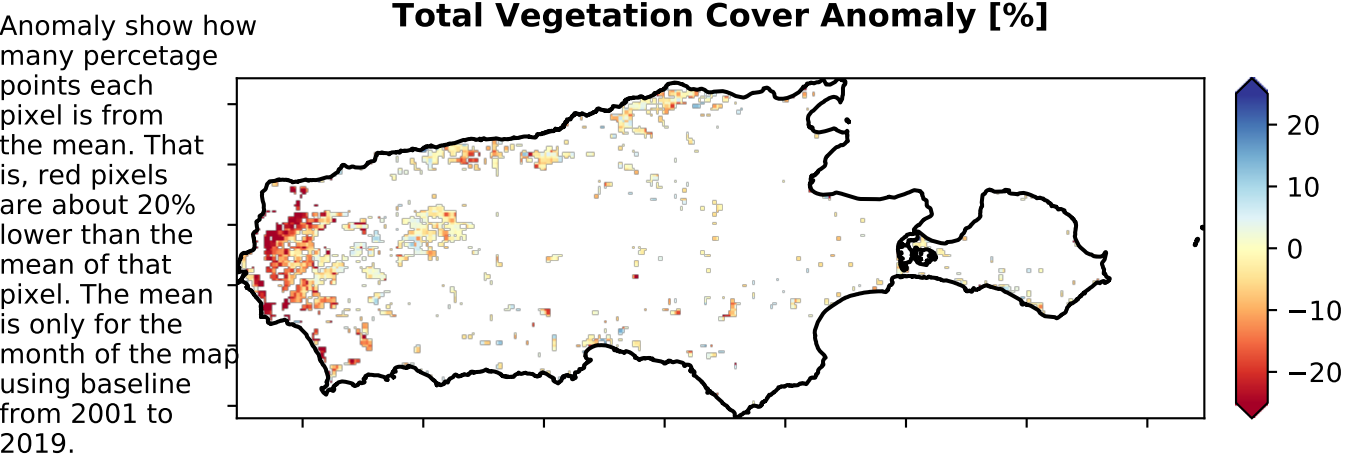 Total Vegetation Cover Anomaly [%]
Anomaly show how
many percetage
points each
pixel is from
the mean. That
is, red pixels
are about 20%
lower than the
mean of that
pixel. The mean
is only for the
month of the map
using baseline
from 2001 to
2019.
20
10
0
−10
−20